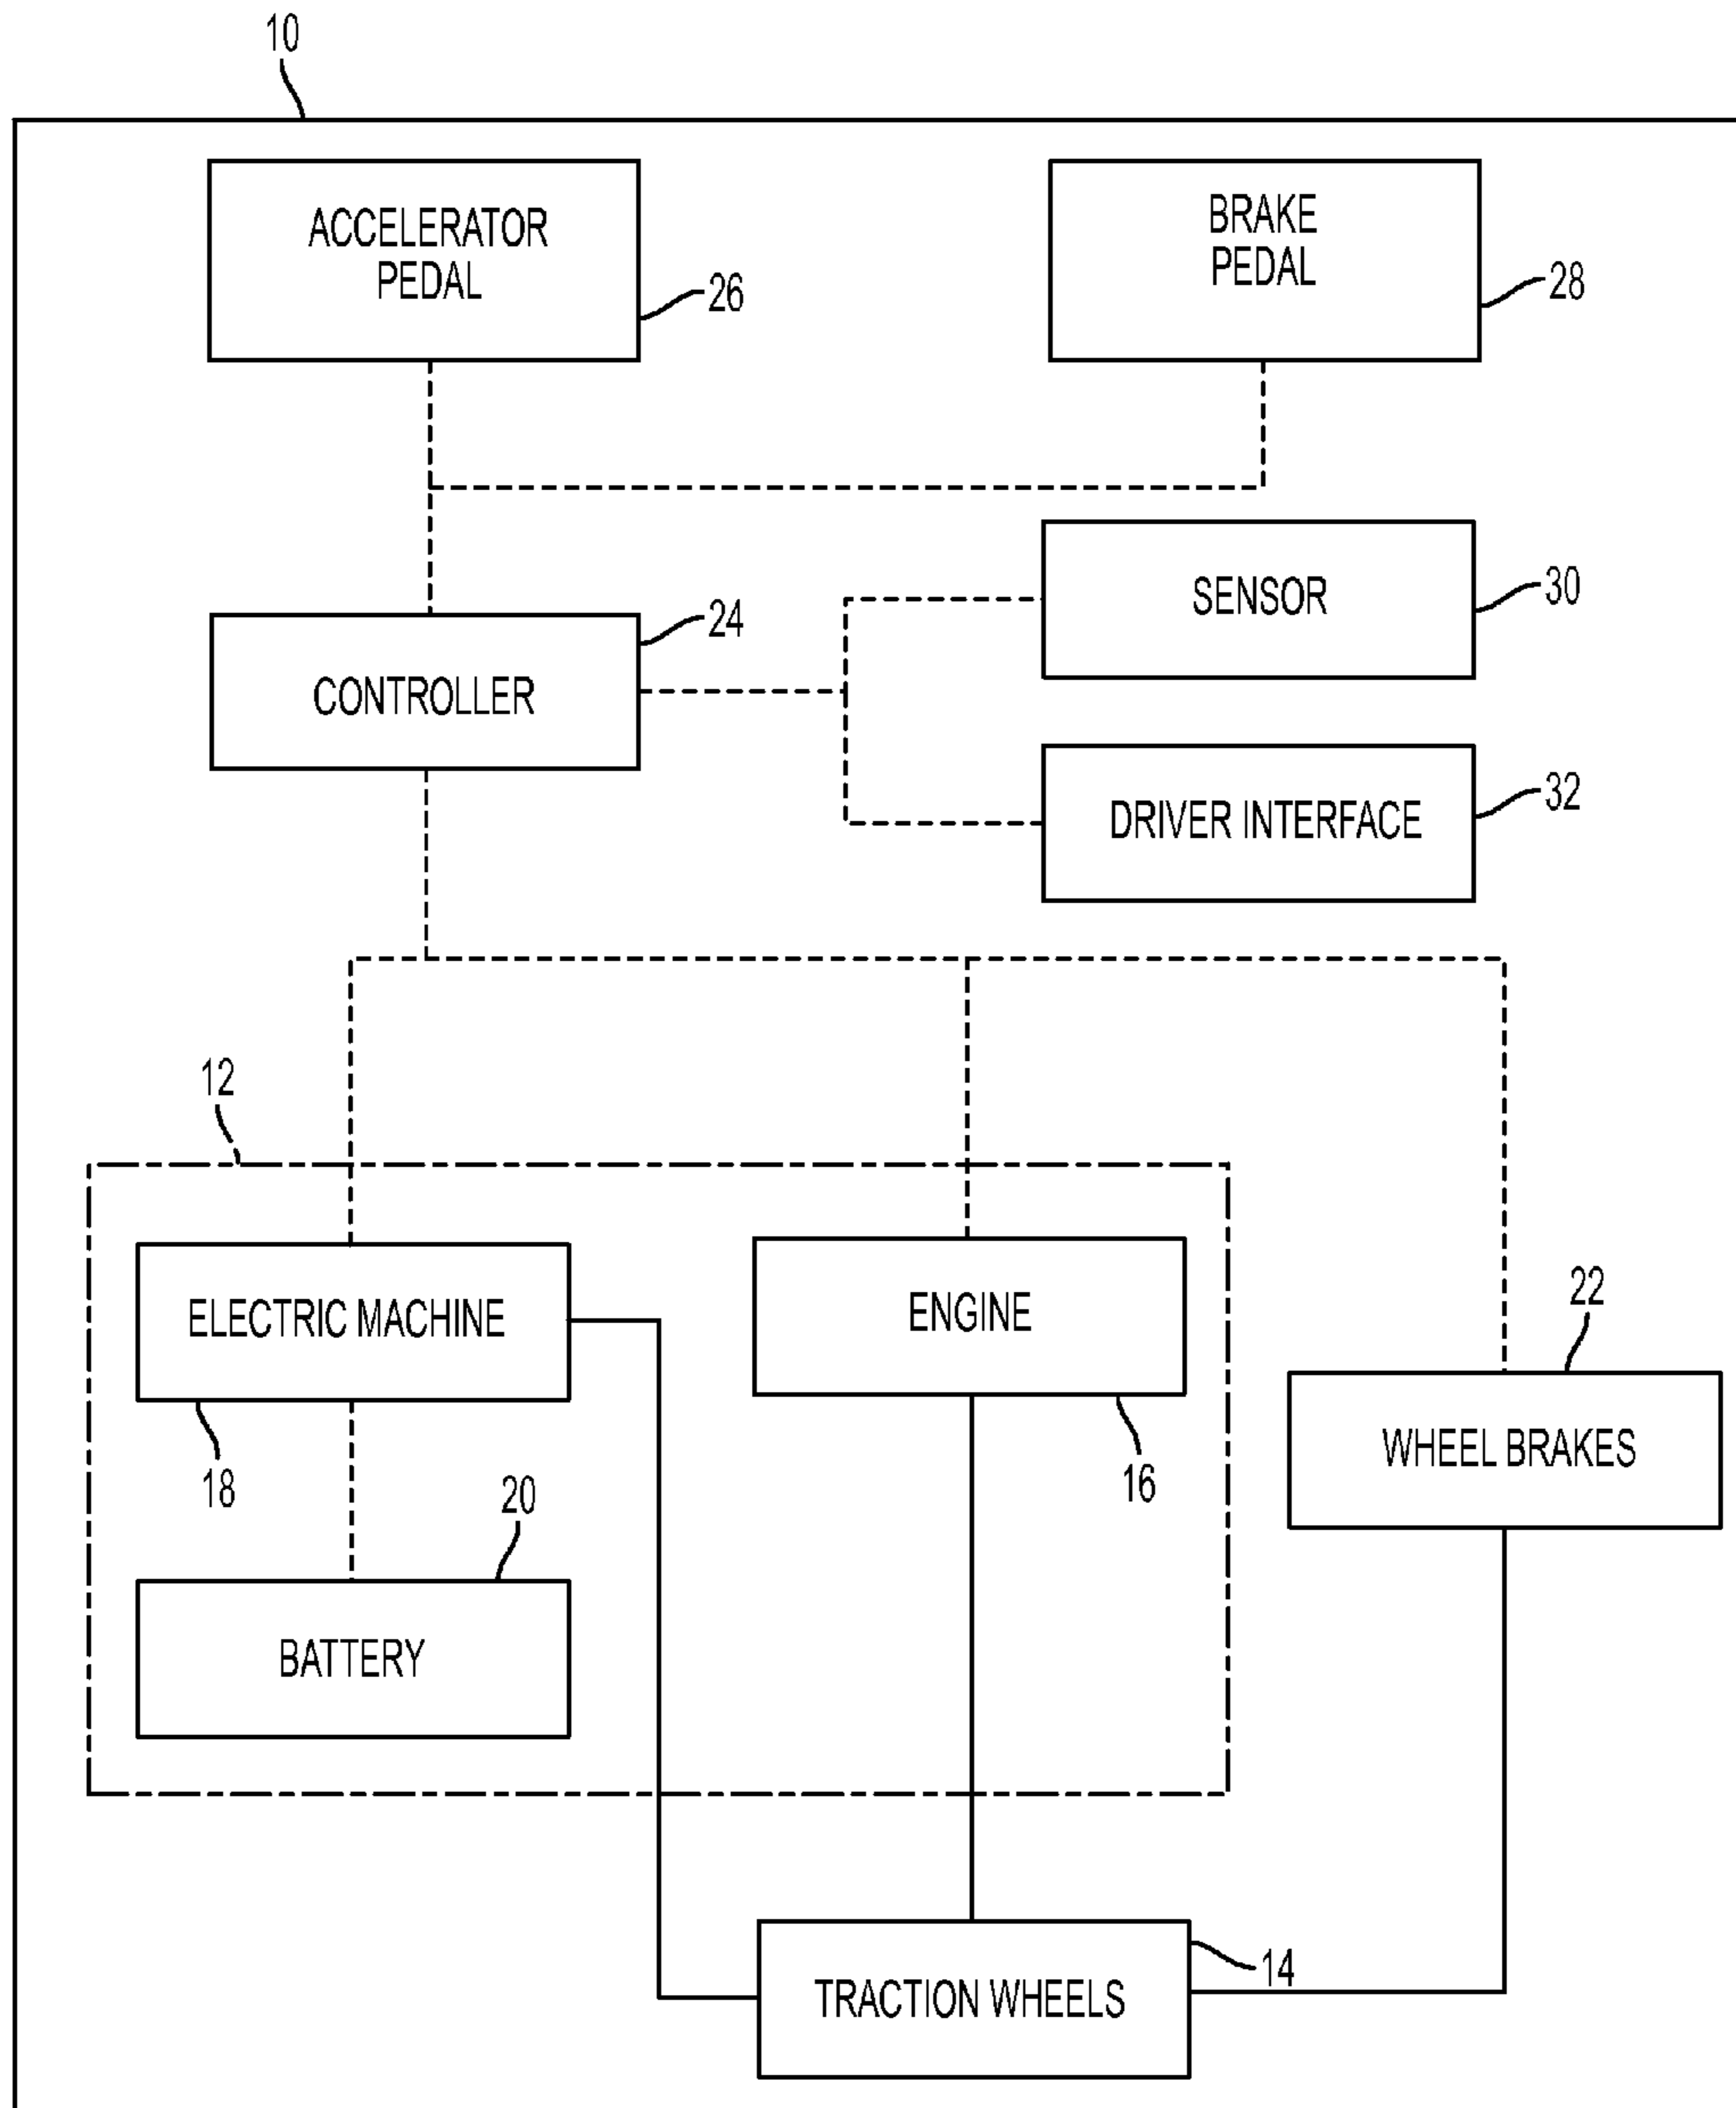 10
ACCELERATOR
PEDAL
26
BRAKE
PEDAL
28
SENSOR
30
24
CONTROLLER
DRIVER INTERFACE
32
12
ELECTRIC MACHINE
18
ENGINE
16
22
WHEEL BRAKES
20
BATTERY
14
TRACTION WHEELS